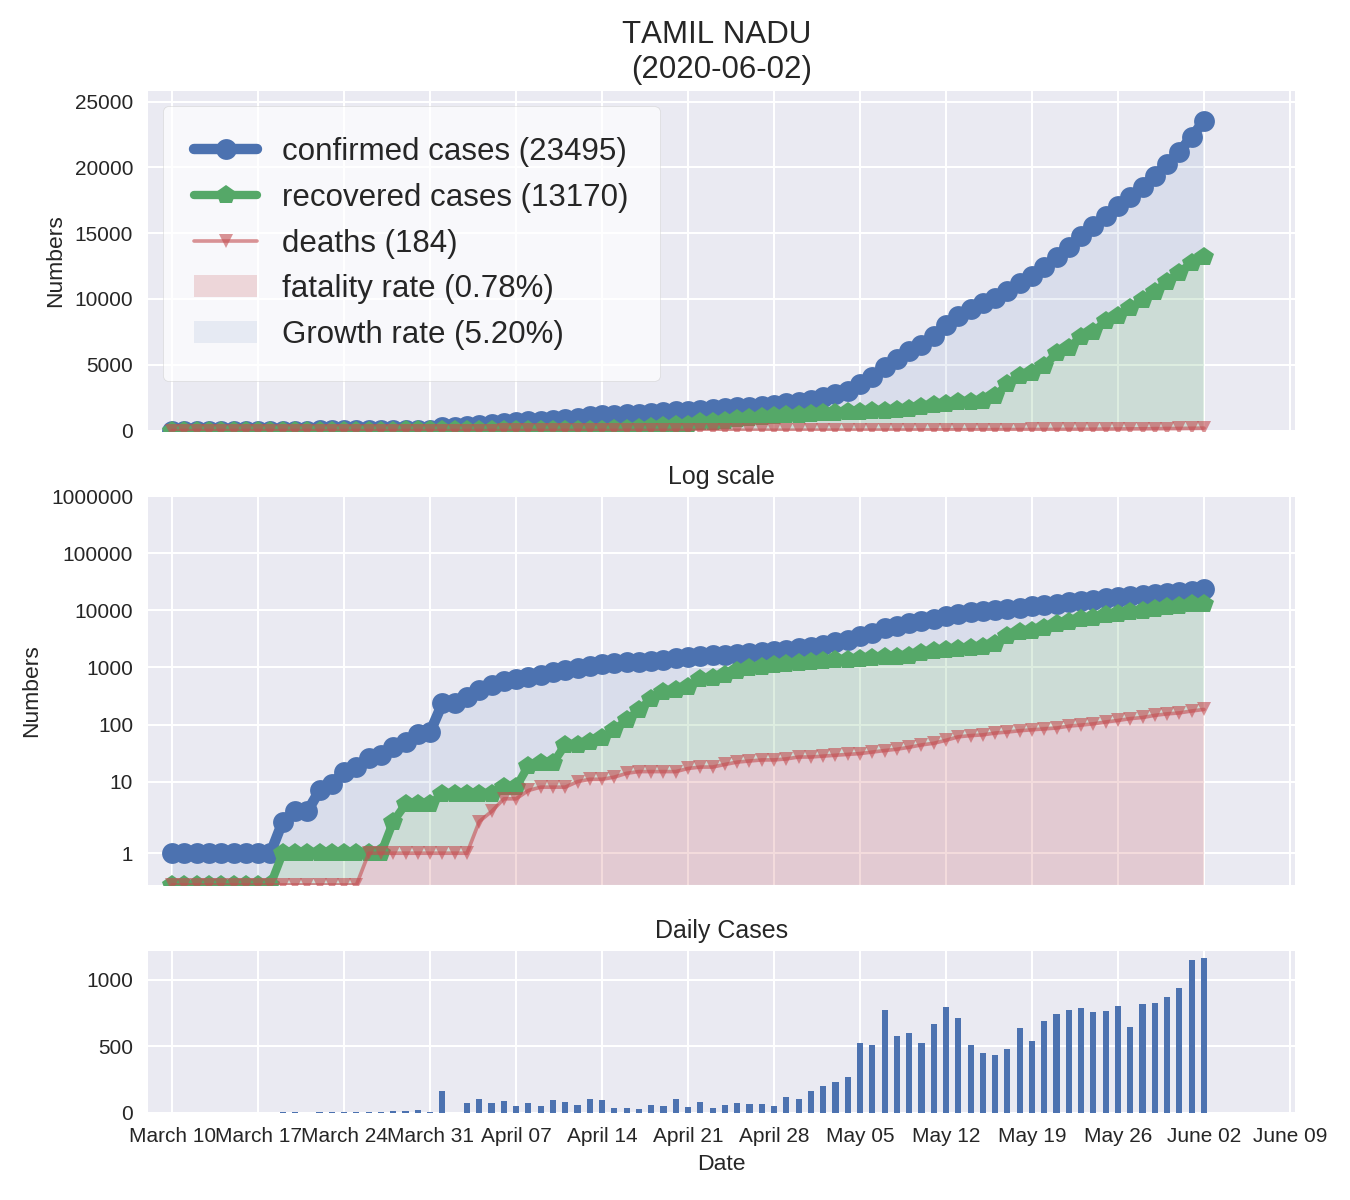 TAMIL NADU
(2020-06-02)
25000
20000
15000
10000
5000
0
Numbers
confirmed cases (23495)
recovered cases (13170)
deaths (184)
fatality rate (0.78%)
Growth rate (5.20%)
Log scale
1000000
100000
10000
1000
100
10
1
Numbers
Daily Cases
1000
500
0
March 10 March 17 March 24 March 31 April 07 April 14 April 21 April 28 May 05 May 12 May 19 May 26 June 02 June 09
Date